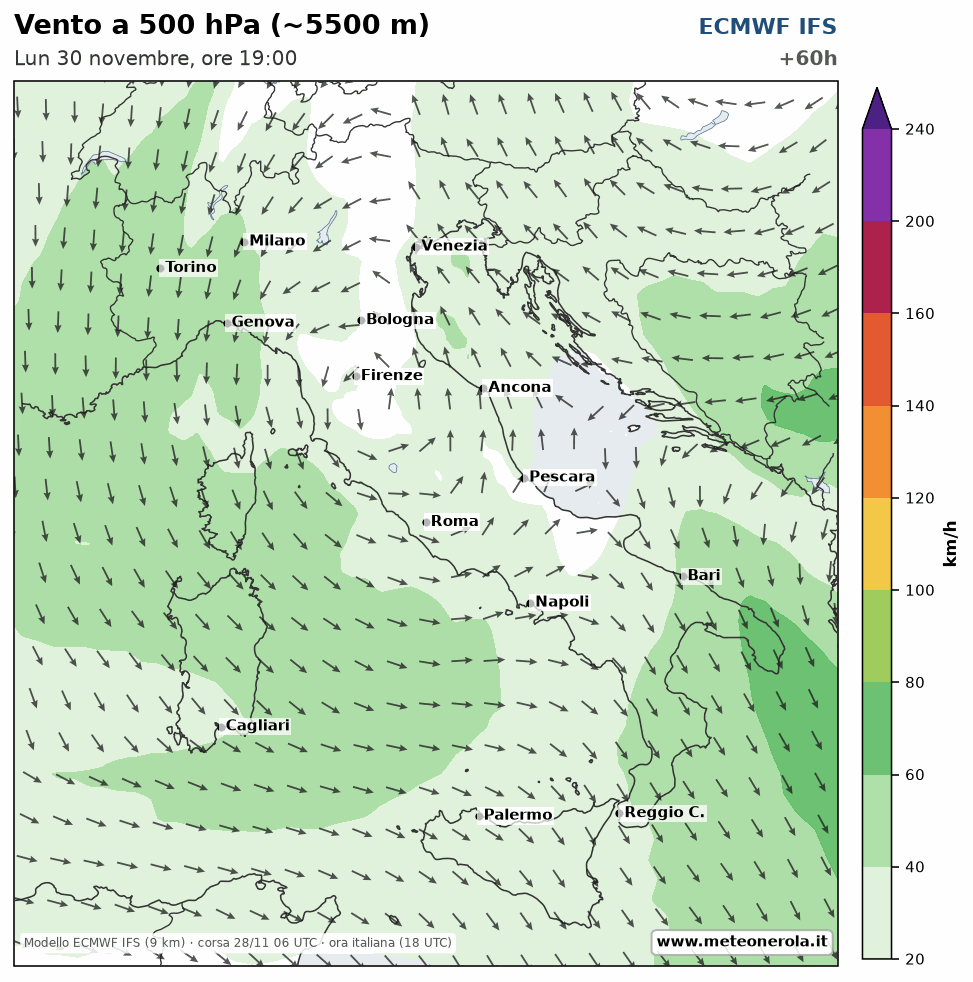 Vento a 500 hPa (~5500 m)
ECMWF IFS
Lun 30 novembre, ore 19:00
+60h
Milano
Venezia
Torino
Genova
Bologna
Firenze
Ancona
Pescara
Roma
Bari
Napoli
Cagliari
Palermo
Reggio C.
240
200
160
140
120
100
80
60
40
20
km/h
Modello ECMWF IFS (9 km) · corsa 28/11 06 UTC · ora italiana (18 UTC)
www.meteonerola.it